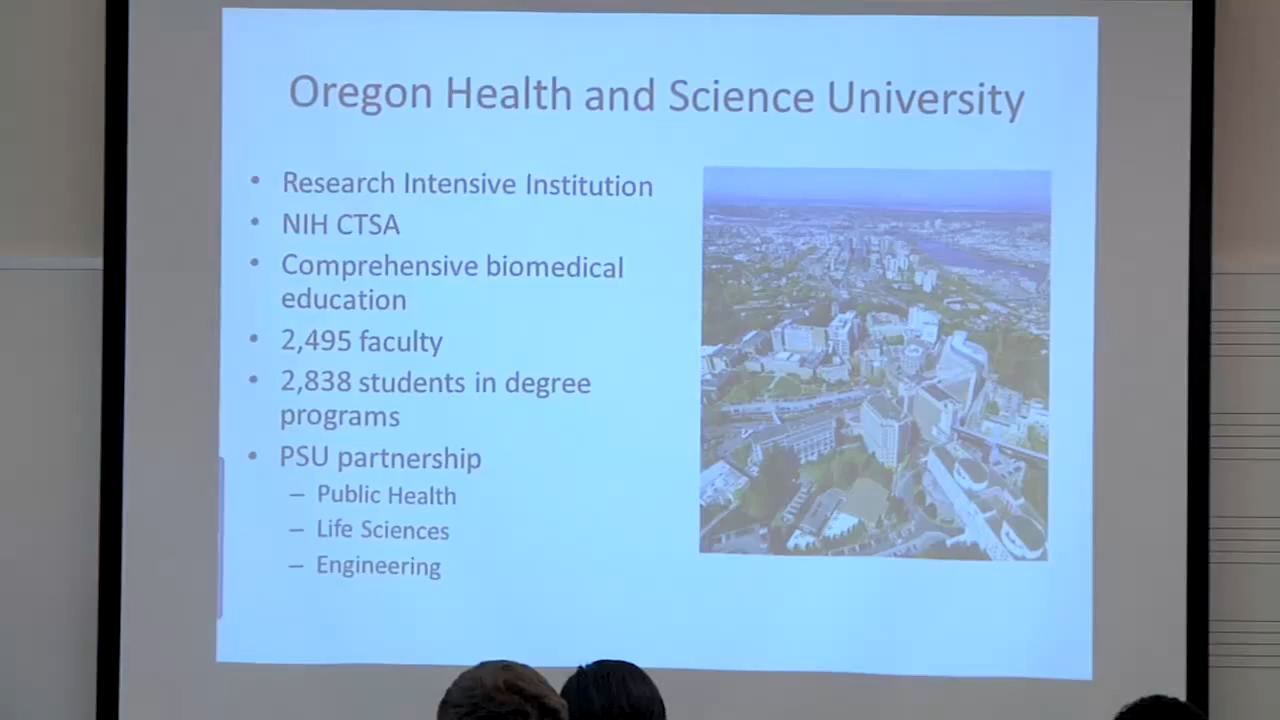 Oregon Health and Science University
• Research Intensive Institution
• NIH CTSA
• Comprehensive biomedical
education
• 2,495 faculty
• 2,838 students in degree
programs
• PSU partnership
– Public Health
– Life Sciences
– Engineering